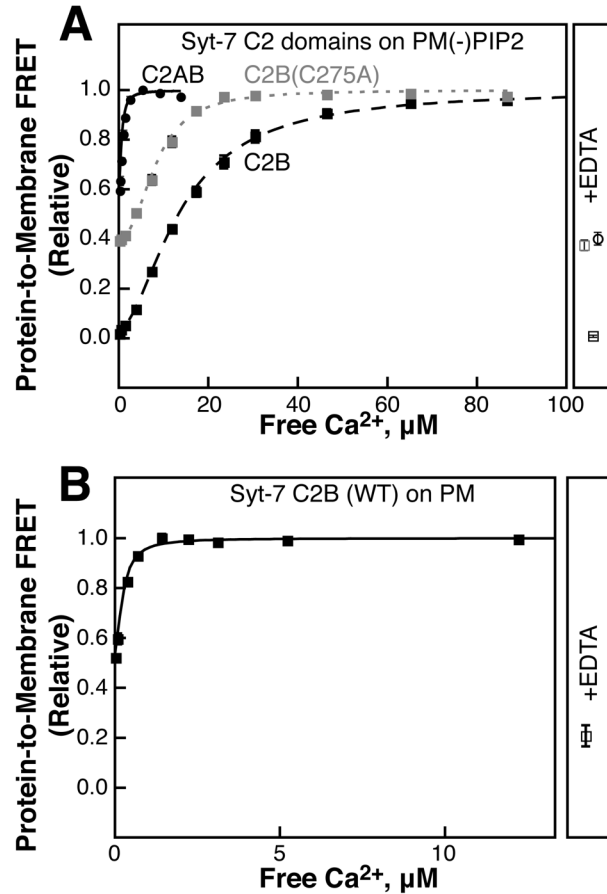 A
Syt-7 C2 domains on PM(-)PIP2
C2AB
C2B(C275A)
C2B
Protein-to-Membrane FRET
(Relative)
1.0
0.8
0.6
0.4
0.2
0.0
0
20
40
60
80
100
Free Ca²⁺, µM
+EDTA
B
Syt-7 C2B (WT) on PM
Protein-to-Membrane FRET
(Relative)
1.0
0.8
0.6
0.4
0.2
0.0
0
5
10
Free Ca²⁺, µM
+EDTA